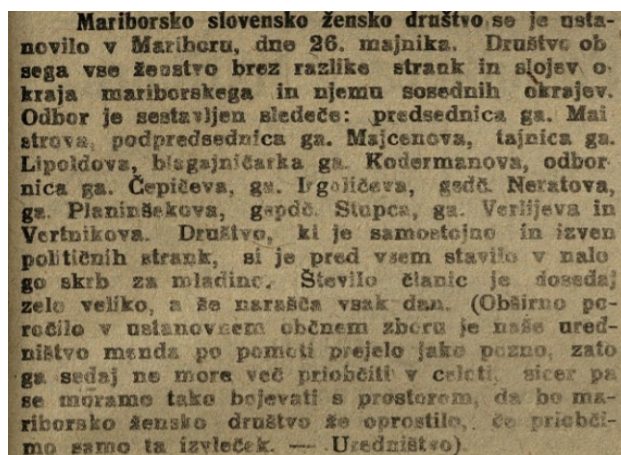 Mariborsko slovensko žensko društvo se je usta-
novilo v Mariboru, dne 26. majnika. Društvo ob
sega vse ženstvo brez razlike strank in slojev o-
kraja mariborskega in njemu sosednih okrajev.
Odbor je sestavljen sledeče: predsednica ga. Mai
strova, podpredsednica ga. Majcenova, tajnica ga.
Lipoldova, blagajničarka ga. Kodermanova, odbor
nica ga. Čepičeva, ga. Irgoličeva, gsdč. Neratova,
ga. Planinšekova, gspdč. Stupca, ga. Verlijeva in
Vertnikova. Društvo, ki je samostojno in izven
političnih strank, si je pred vsem stavilo v nalo
go skrb za mladino. Število članic je dosedaj
zelo veliko, a še narašča vsak dan. (Obširno po-
ročilo v ustanovnem občnem zboru je naše ured-
ništvo menda po pomoti prejelo jako pozno, zato
ga sedaj ne more več priobčiti v celoti, sicer pa
se moramo tako bojevati s prostorom, da bo ma-
riborsko žensko društvo že oprostilo, če priobči-
mo samo ta izvleček. — Uredništvo)